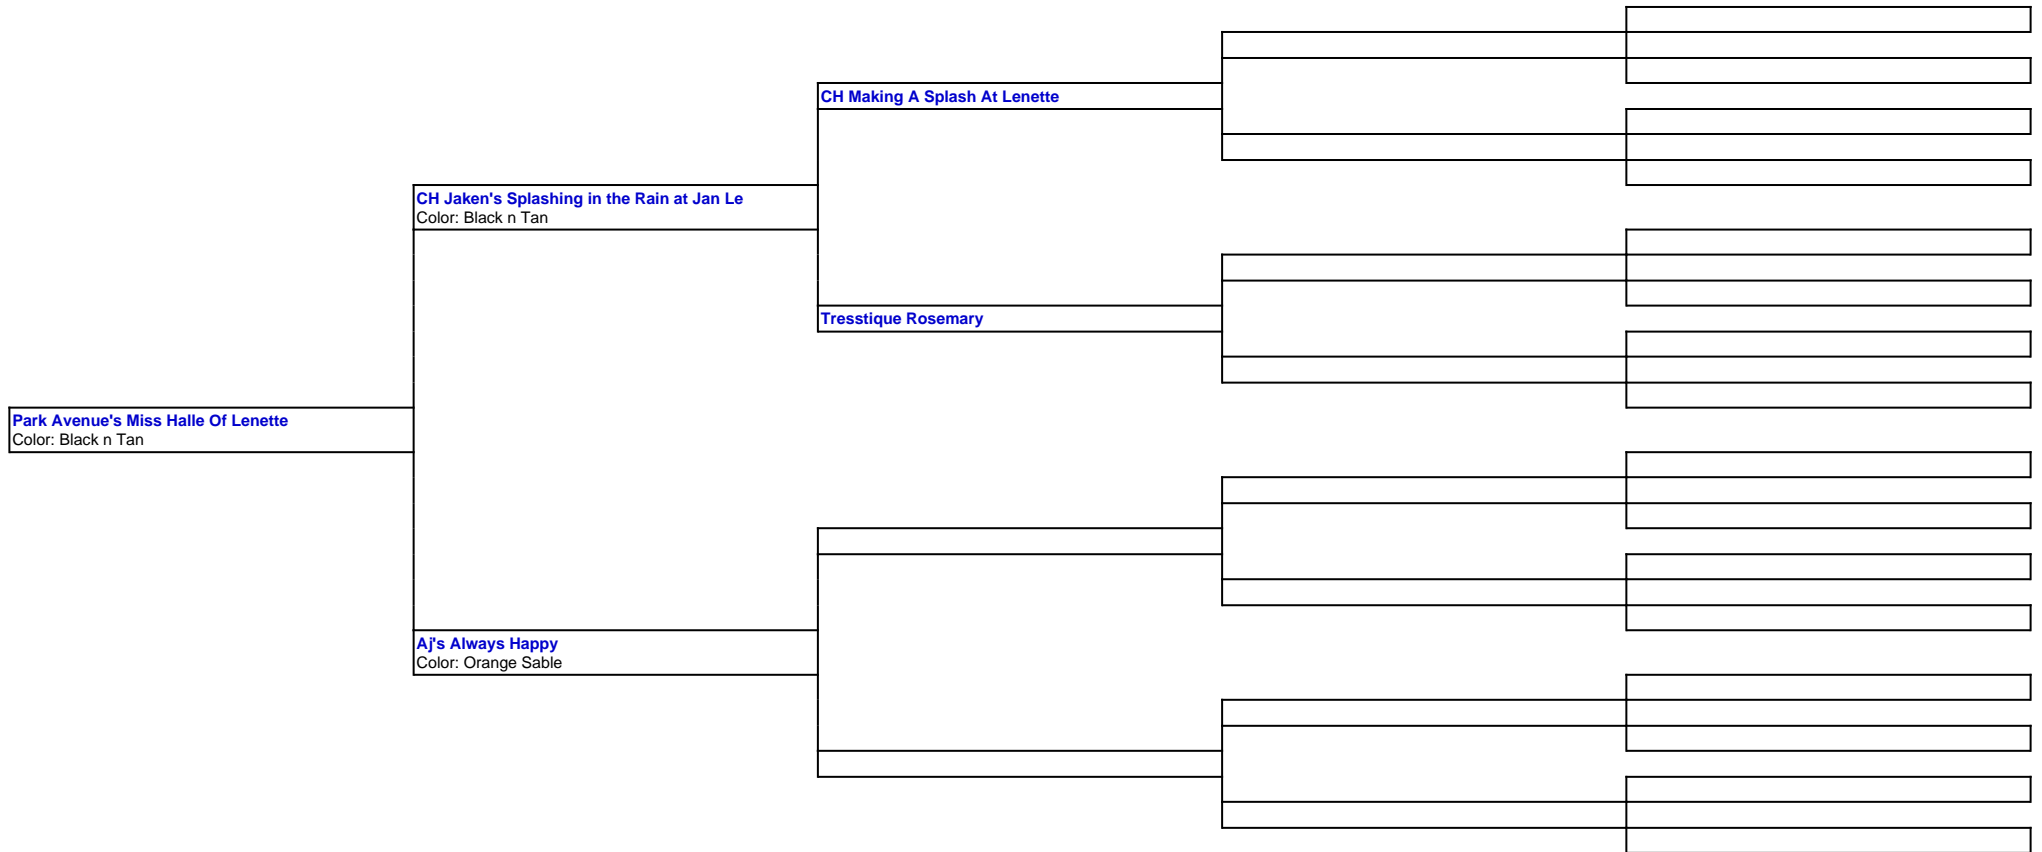 CH Making A Splash At Lenette
CH Jaken's Splashing in the Rain at Jan Le
Color: Black n Tan
Tresstique Rosemary
Park Avenue's Miss Halle Of Lenette
Color: Black n Tan
Aj's Always Happy
Color: Orange Sable